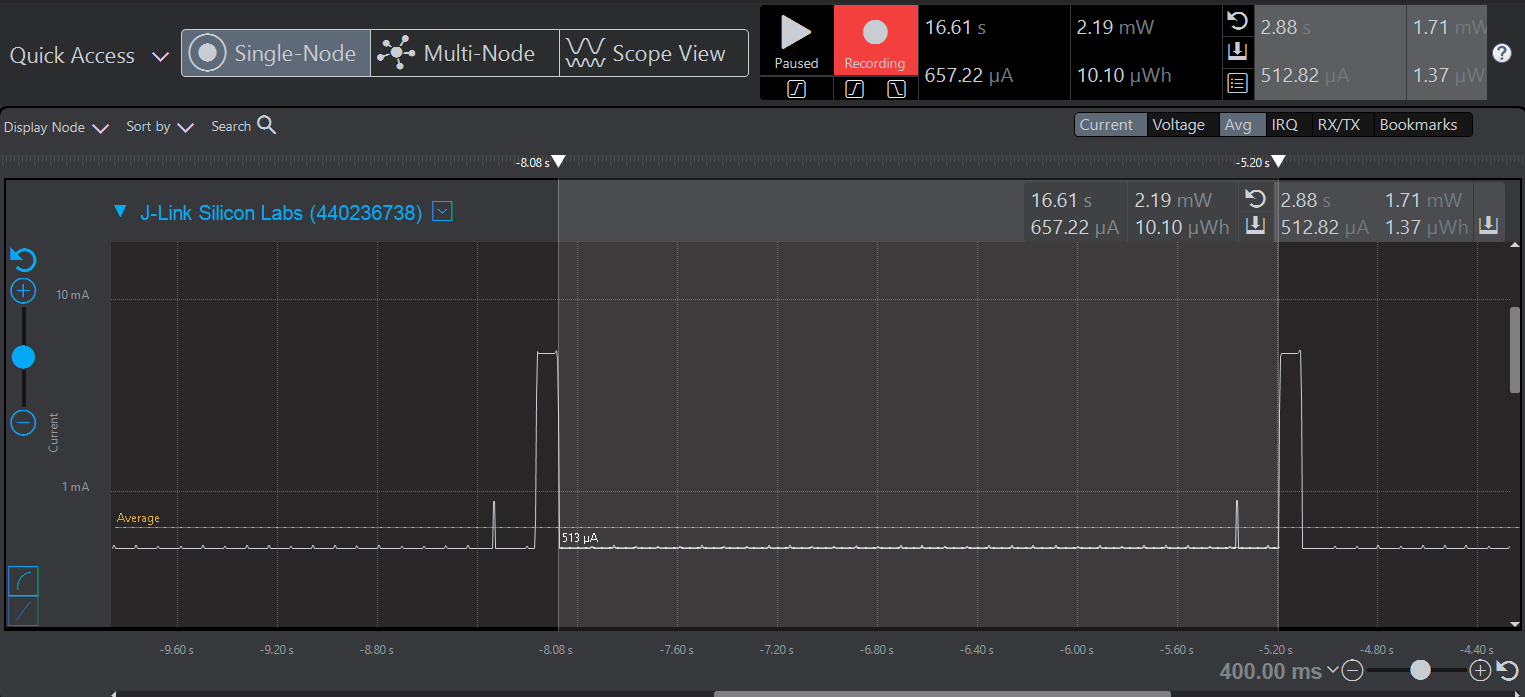 Quick Access Single-Node Multi-Node Scope View
Paused Recording
16.61 s 2.19 mW 2.88 s 1.71 mW
657.22 µA 10.10 µWh 512.82 µA 1.37 µW
Display Node Sort by Search Current Voltage Avg IRQ RX/TX Bookmarks
-8.08 s -5.20 s
J-Link Silicon Labs (440236738)
16.61 s 2.19 mW 2.88 s 1.71 mW
657.22 µA 10.10 µWh 512.82 µA 1.37 µWh
10 mA
Current
1 mA
Average
513 µA
-9.60 s -9.20 s -8.80 s -8.08 s -7.60 s -7.20 s -6.80 s -6.40 s -6.00 s -5.60 s -5.20 s -4.80 s -4.40 s
400.00 ms